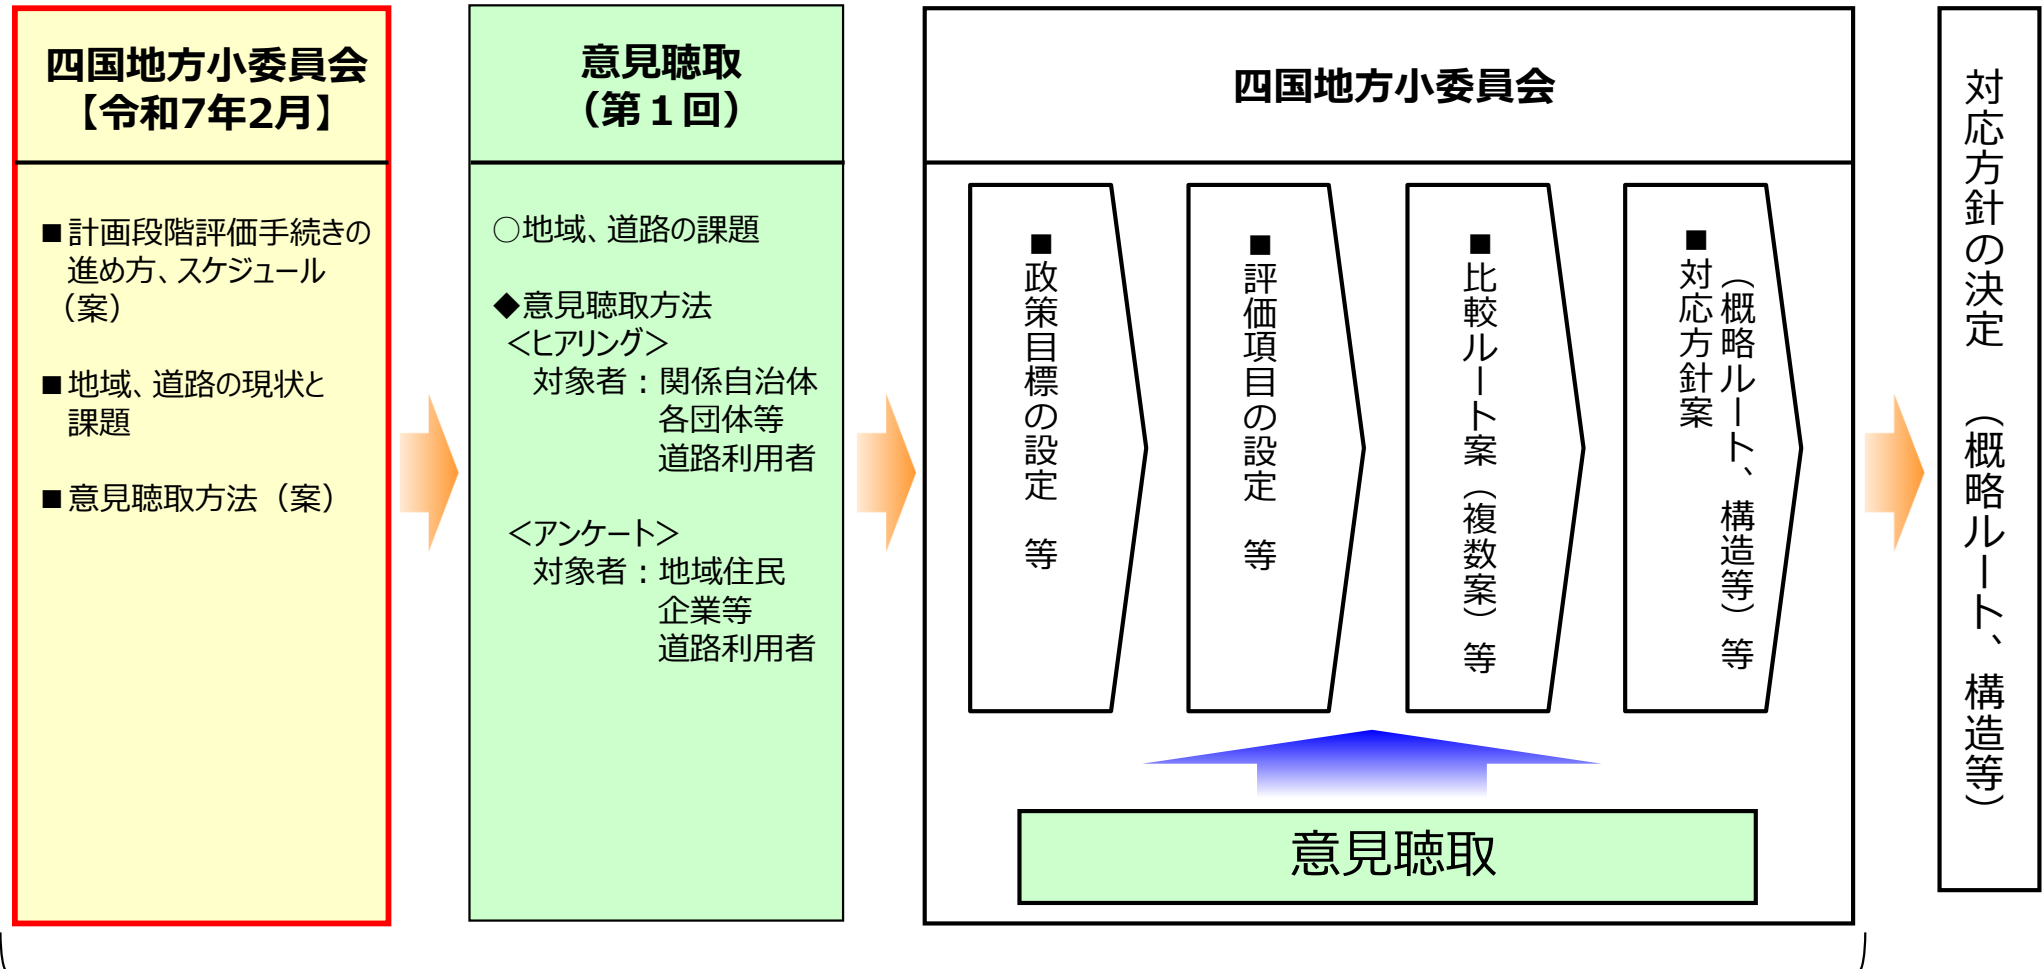 四国地方小委員会
【令和7年2月】
■計画段階評価手続きの
進め方、スケジュール
（案）
■地域、道路の現状と
課題
■意見聴取方法（案）
意見聴取
（第１回）
○地域、道路の課題
◆意見聴取方法
＜ヒアリング＞
対象者：関係自治体
各団体等
道路利用者
＜アンケート＞
対象者：地域住民
企業等
道路利用者
四国地方小委員会
■政策目標の設定　等
■評価項目の設定　等
■比較ルート案（複数案）等
■対応方針案
（概略ルート、構造等）等
意見聴取
対応方針の決定　（概略ルート、構造等）